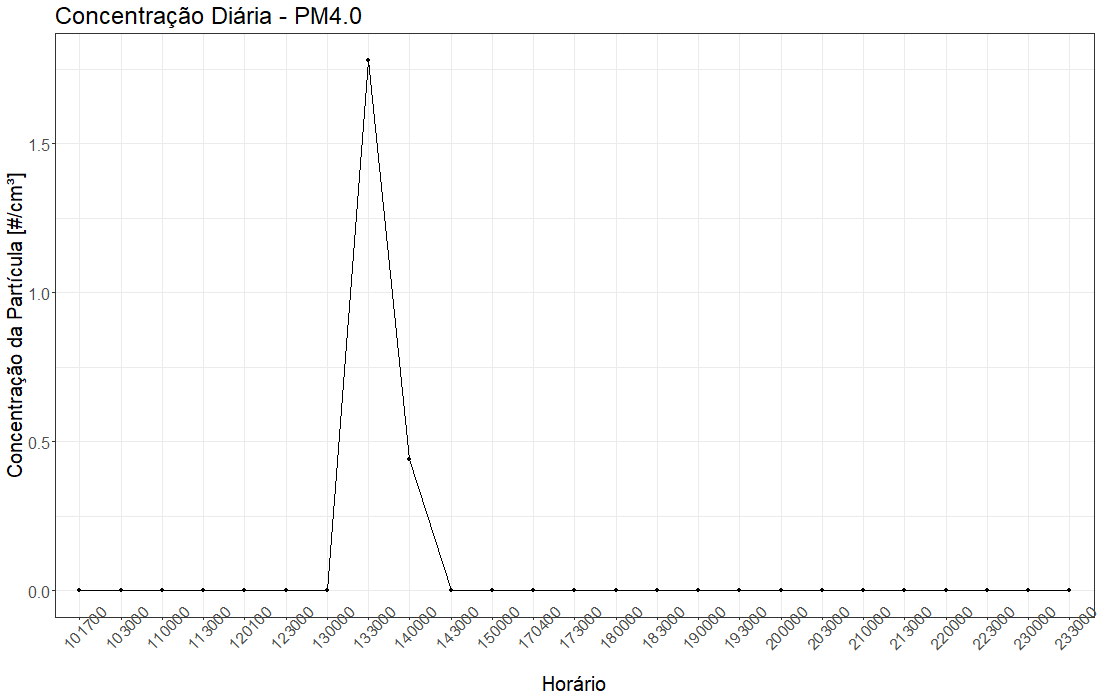 Concentração Diária - PM4.0
Concentração da Partícula [#/cm³]
1.5
1.0
0.5
0.0
101700 103000 110000 113000 120100 123000 130000 133000 140000 143000 150000 170400 173000 180000 183000 190000 193000 200000 203000 210000 213000 220000 223000 230000 233000
Horário